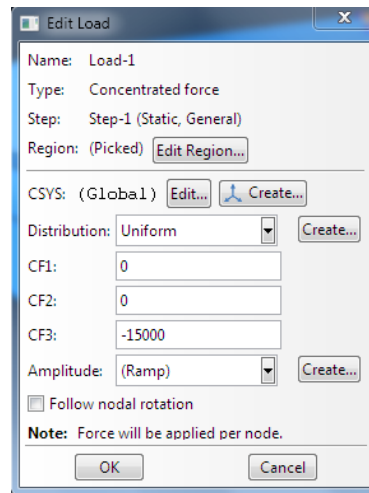 Edit Load
Name: Load-1
Type: Concentrated force
Step: Step-1 (Static, General)
Region: (Picked) Edit Region...
CSYS: (Global) Edit... Create...
Distribution: Uniform Create...
CF1: 0
CF2: 0
CF3: -15000
Amplitude: (Ramp) Create...
Follow nodal rotation
Note: Force will be applied per node.
OK Cancel